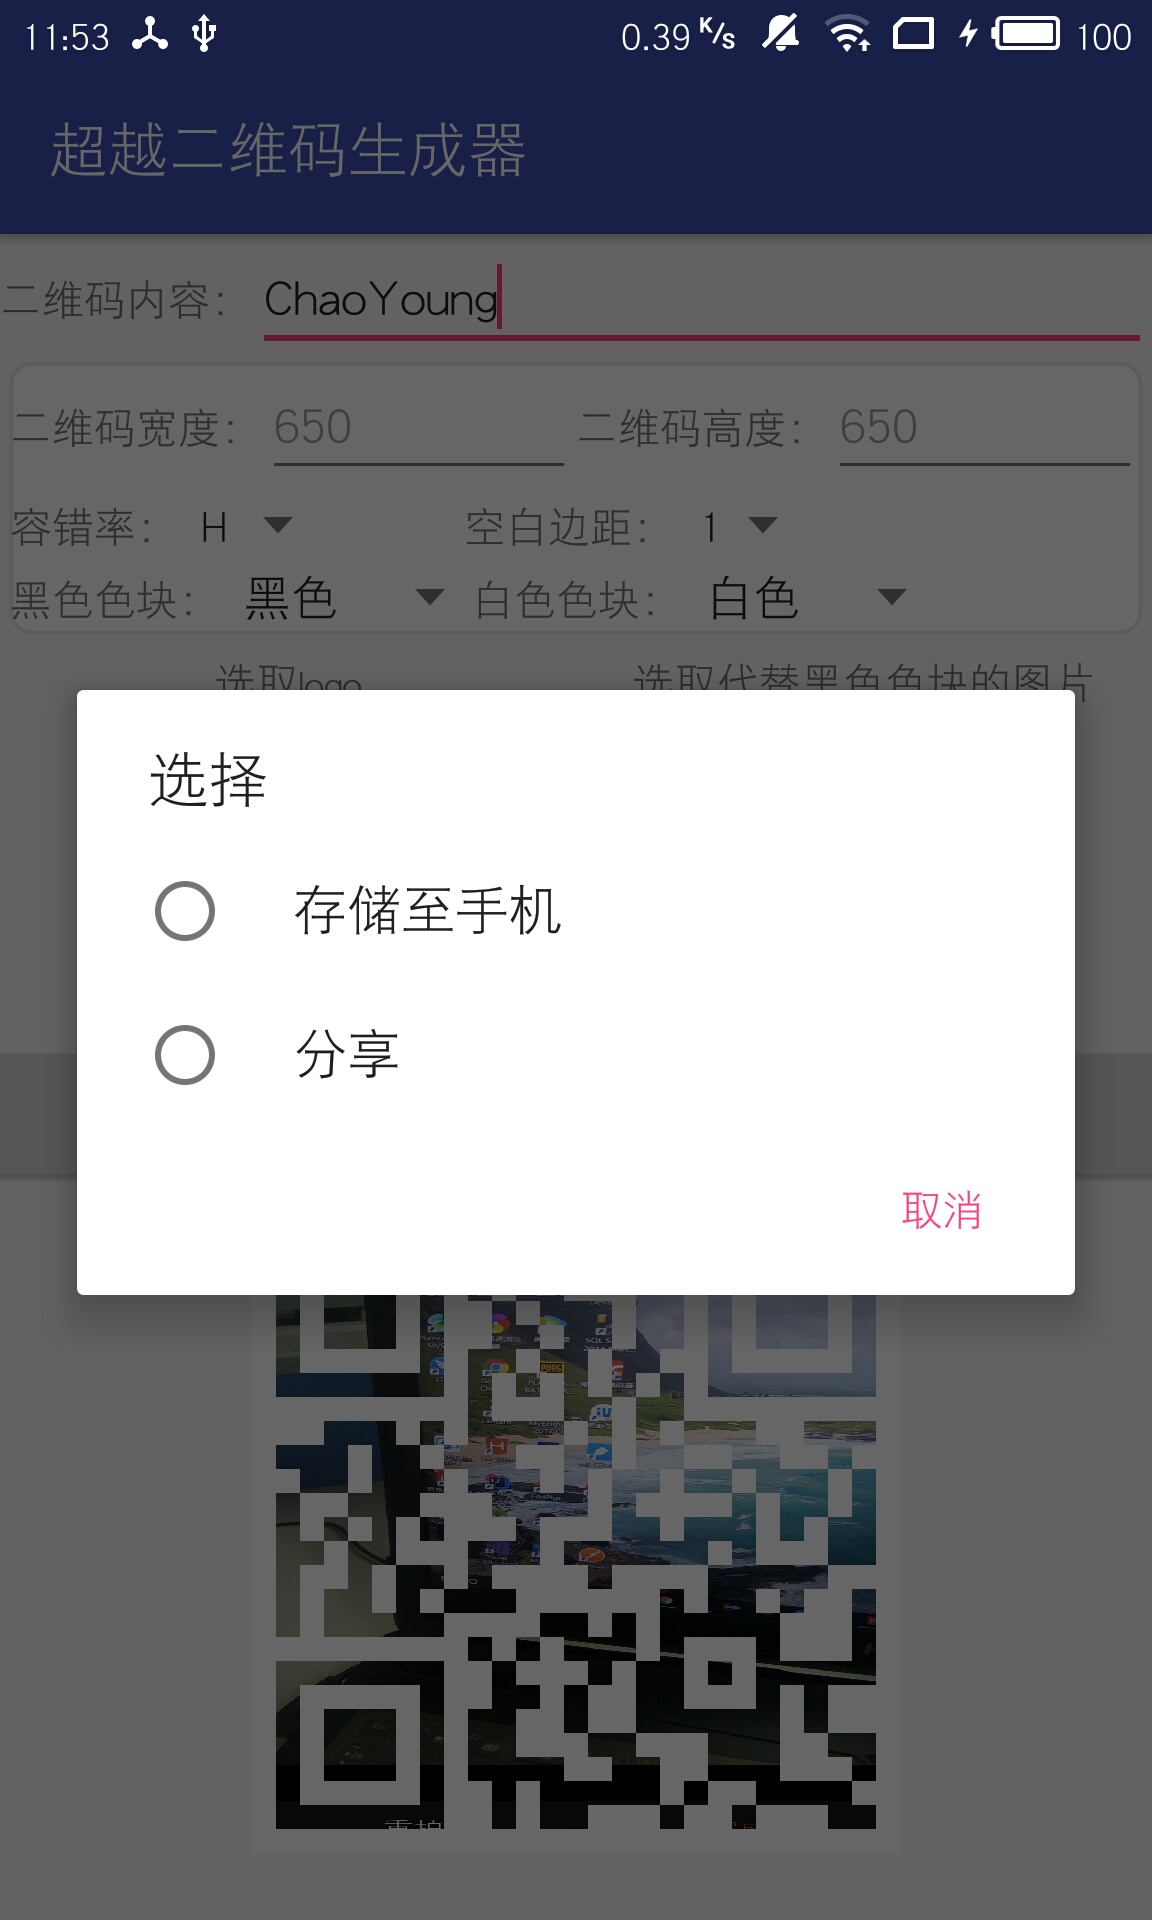 11:53 0.39 K/s 100
超越二维码生成器
二维码内容: ChaoYoung
二维码宽度: 650 二维码高度: 650
容错率: H 空白边距: 1
黑色色块: 黑色 白色色块: 白色
选取logo 选取代替黑色色块的图片
选择
存储至手机
分享
取消